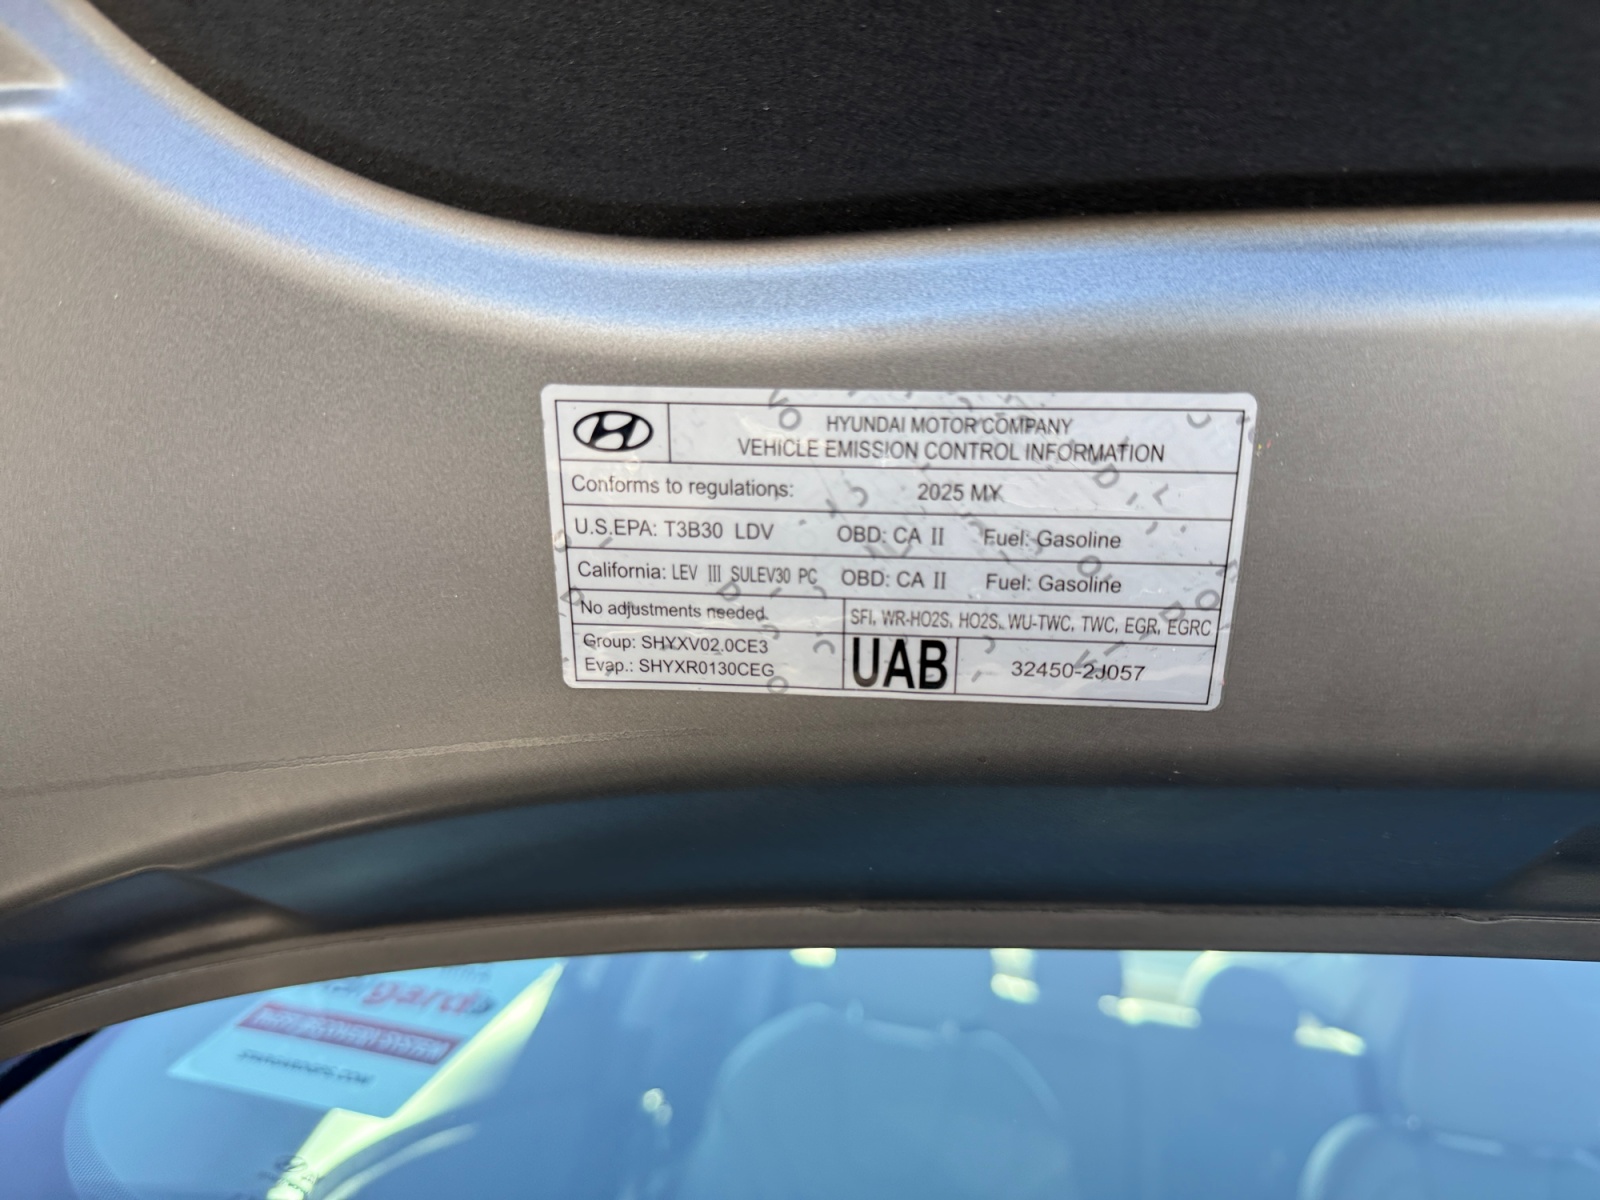 HYUNDAI MOTOR COMPANY
VEHICLE EMISSION CONTROL INFORMATION
Conforms to regulations: 2025 MY
U.S.EPA: T3B30 LDV OBD: CA II Fuel: Gasoline
California: LEV III SULEV30 PC OBD: CA II Fuel: Gasoline
No adjustments needed. SFI, WR-HO2S, HO2S, WU-TWC, TWC, EGR, EGRC
Group: SHYXV02.0CE3
Evap.: SHYXR0130CEG
UAB 32450-2J057